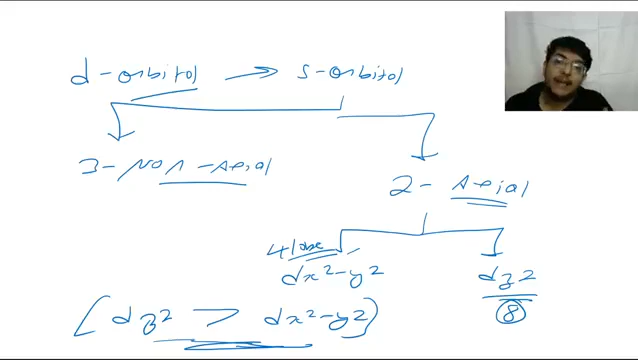 d-orbital → 5-orbital
3-Non-Axial
2-Axial
4 lobe
dx²-y²
dz²
8
[dz² > dx²-y²]